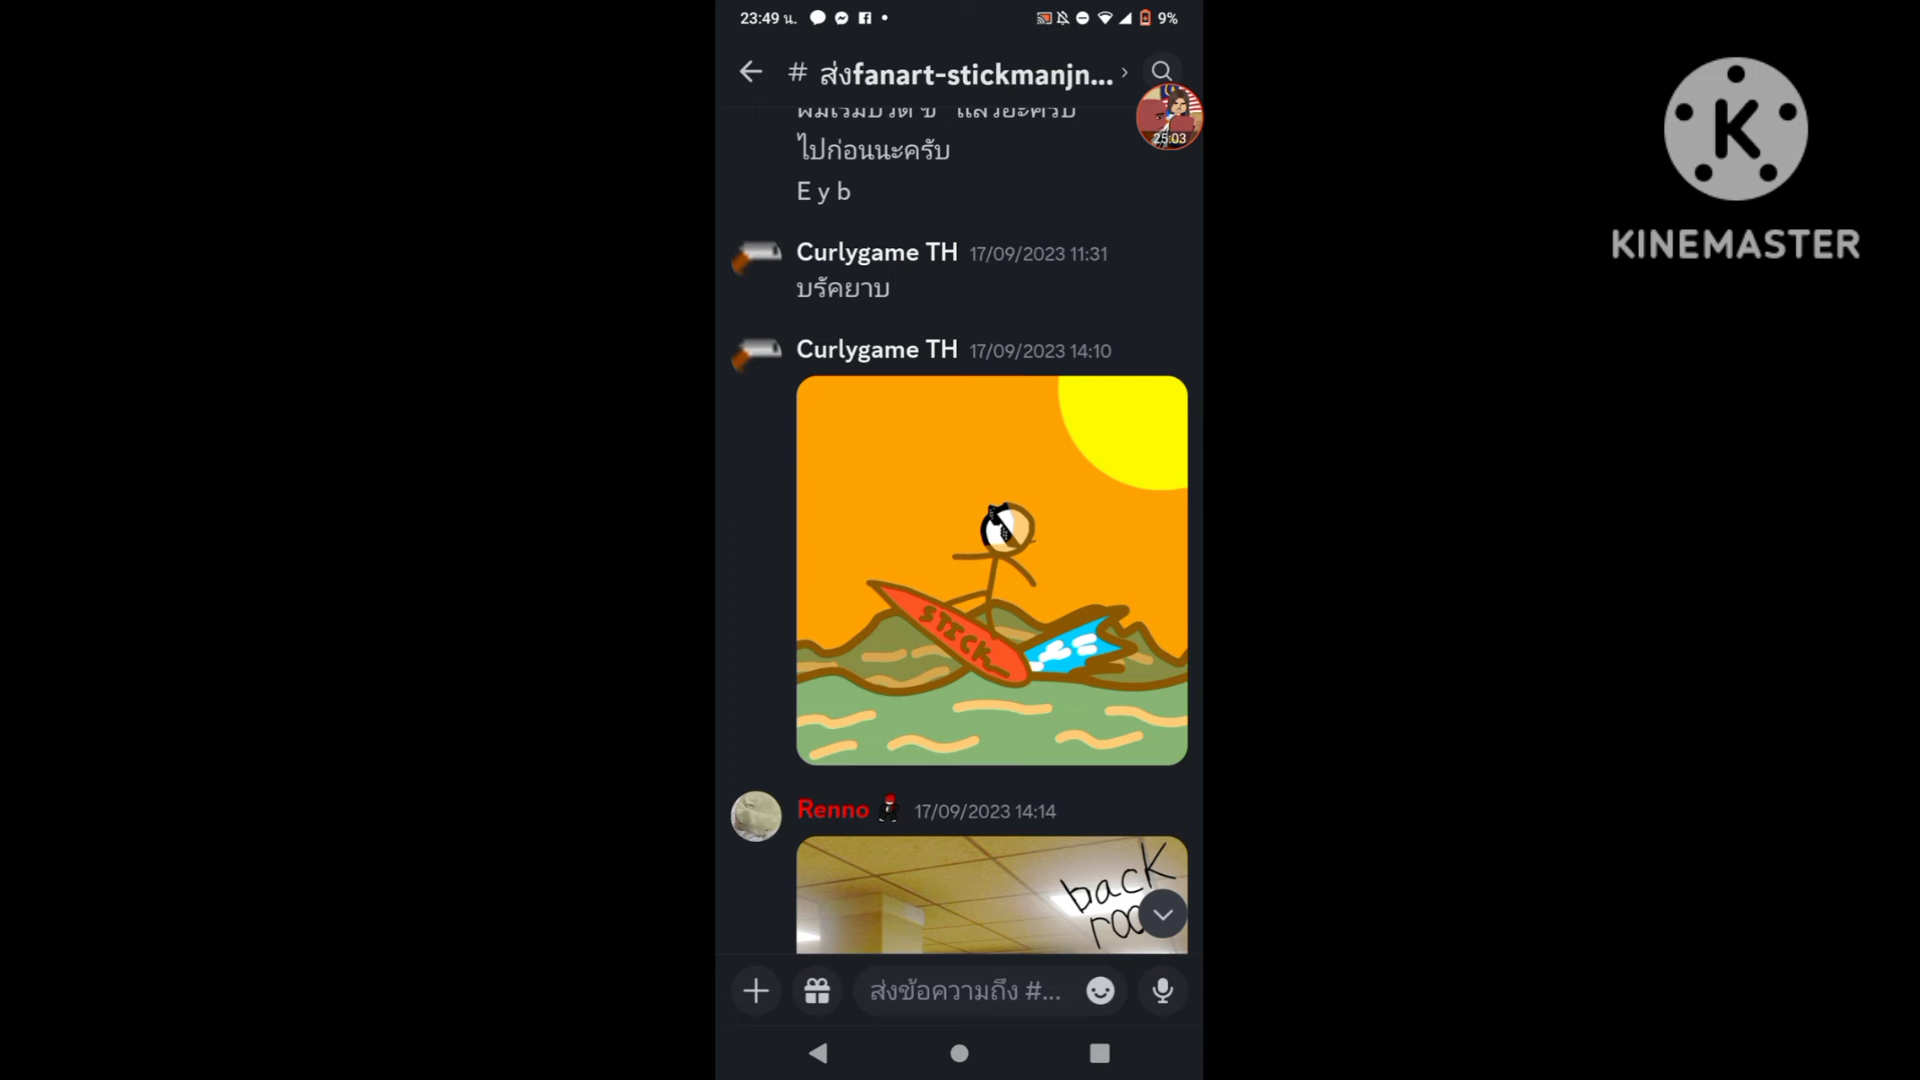 23:49 น.
9%
# ส่งfanart-stickmanjn...
25:03
ไปก่อนนะครับ
E y b
Curlygame TH 17/09/2023 11:31
บรัคยาบ
Curlygame TH 17/09/2023 14:10
STICK
Renno 17/09/2023 14:14
back
roo
ส่งข้อความถึง #...
K
KINEMASTER